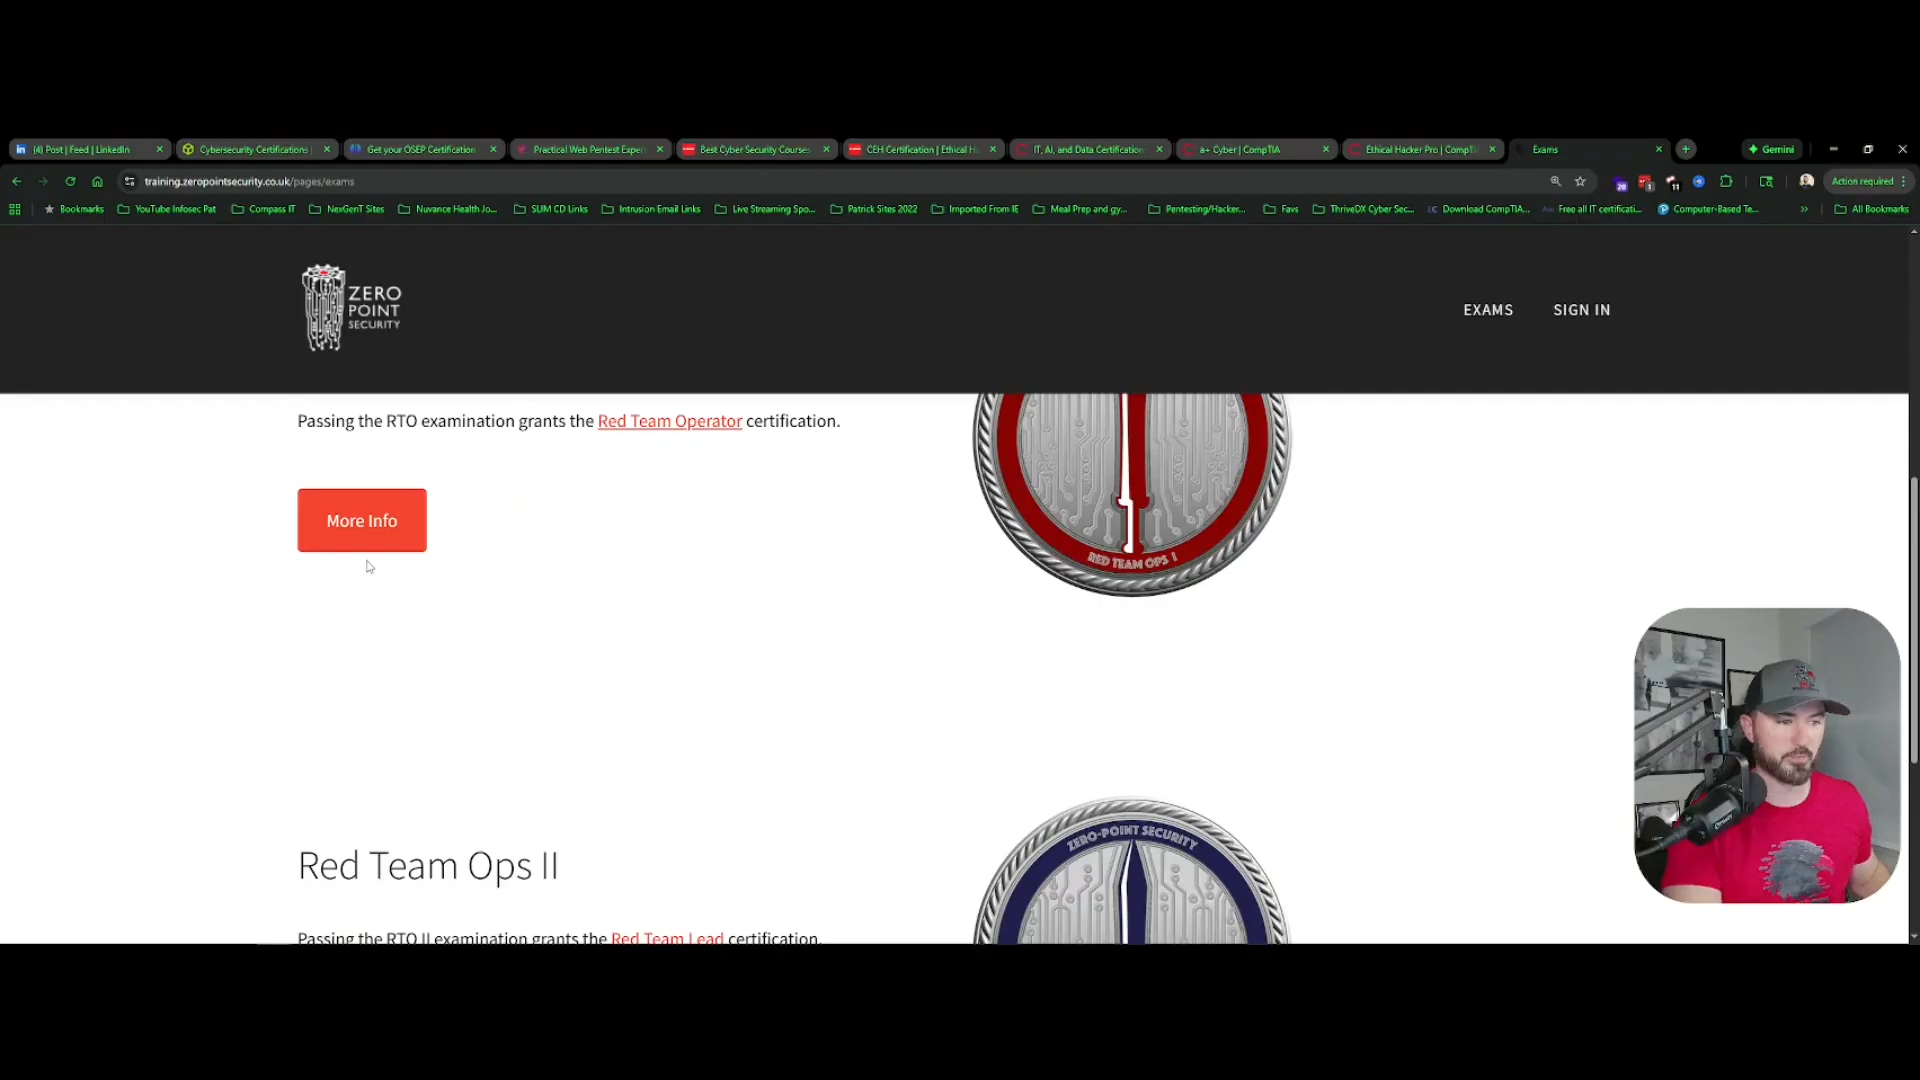 (4) Post | Feed | LinkedIn
Cybersecurity Certifications |
Get your OSEP Certification
Practical Web Pentest Exper
Best Cyber Security Courses
CEH Certification | Ethical H
IT, AI, and Data Certification
a+ Cyber | CompTIA
Ethical Hacker Pro | CompTI
Exams
Gemini
training.zeropointsecurity.co.uk/pages/exams
20
1
11
Action required
Bookmarks
YouTube Infosec Pat
Compass IT
NexGenT Sites
Nuvance Health Jo...
SLIM CD Links
Intrusion Email Links
Live Streaming Spo...
Patrick Sites 2022
Imported From IE
Meal Prep and gy...
Pentesting/Hacker...
Favs
ThriveDX Cyber Sec...
Download CompTIA...
Free all IT certificati...
Computer-Based Te...
All Bookmarks
ZERO
POINT
SECURITY
EXAMS
SIGN IN
Passing the RTO examination grants the Red Team Operator certification.
More Info
RED TEAM OPS I
ZERO-POINT SECURITY
Red Team Ops II
Passing the RTO II examination grants the Red Team Lead certification.